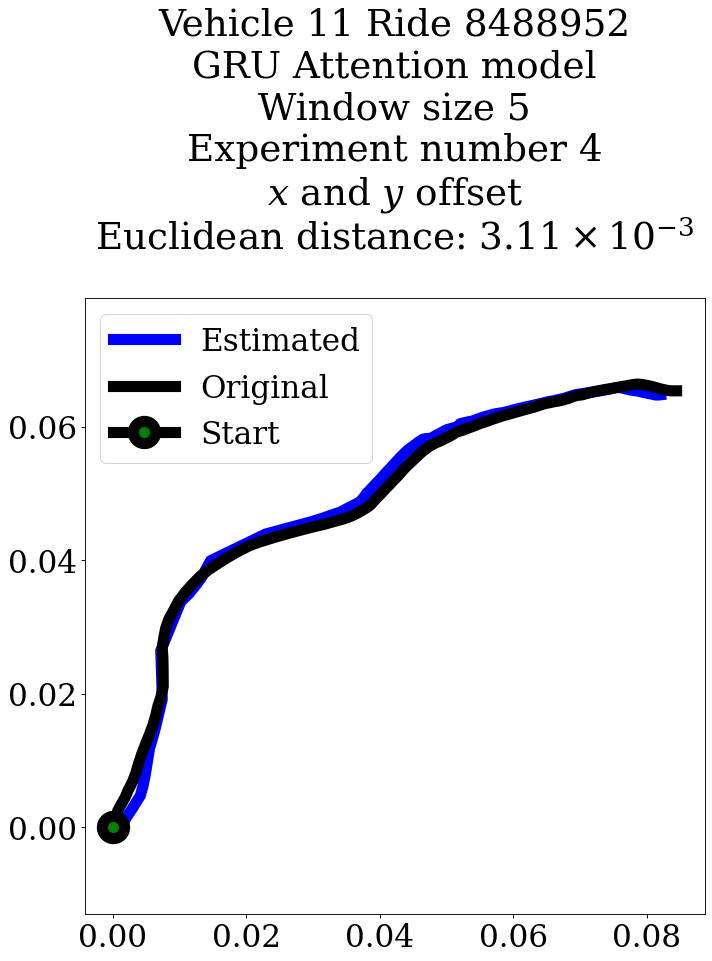 Vehicle 11 Ride 8488952
GRU Attention model
Window size 5
Experiment number 4
x and y offset
Euclidean distance: 3.11 × 10⁻³
Estimated
Original
Start
0.06
0.04
0.02
0.00
0.00 0.02 0.04 0.06 0.08